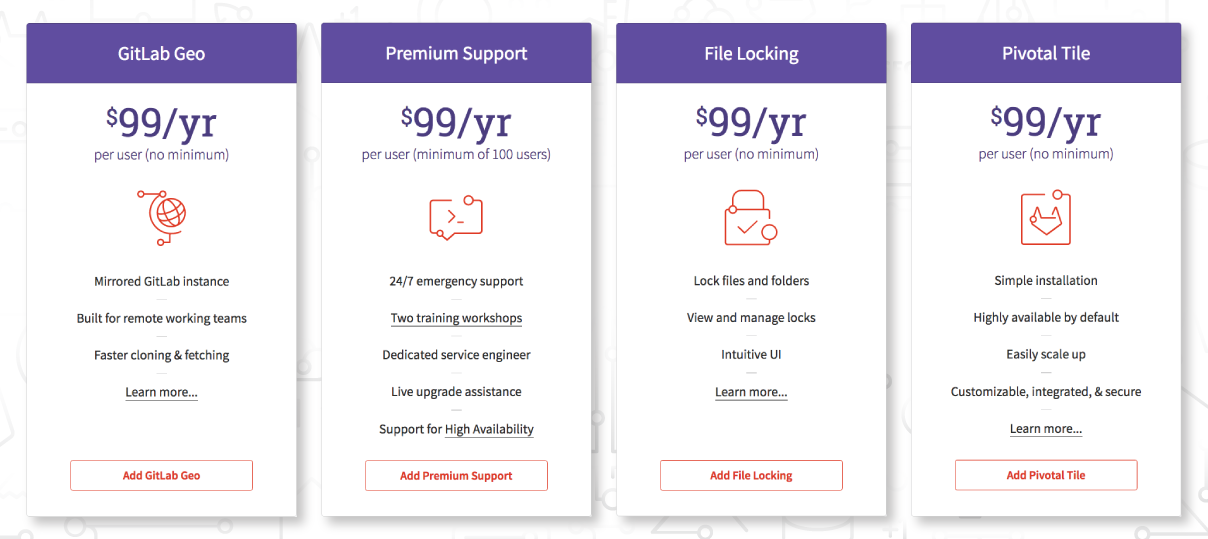 GitLab Geo
$99/yr
per user (no minimum)
Mirrored GitLab instance
Built for remote working teams
Faster cloning & fetching
Learn more...
Add GitLab Geo
Premium Support
$99/yr
per user (minimum of 100 users)
24/7 emergency support
Two training workshops
Dedicated service engineer
Live upgrade assistance
Support for High Availability
Add Premium Support
File Locking
$99/yr
per user (no minimum)
Lock files and folders
View and manage locks
Intuitive UI
Learn more...
Add File Locking
Pivotal Tile
$99/yr
per user (no minimum)
Simple installation
Highly available by default
Easily scale up
Customizable, integrated, & secure
Learn more...
Add Pivotal Tile